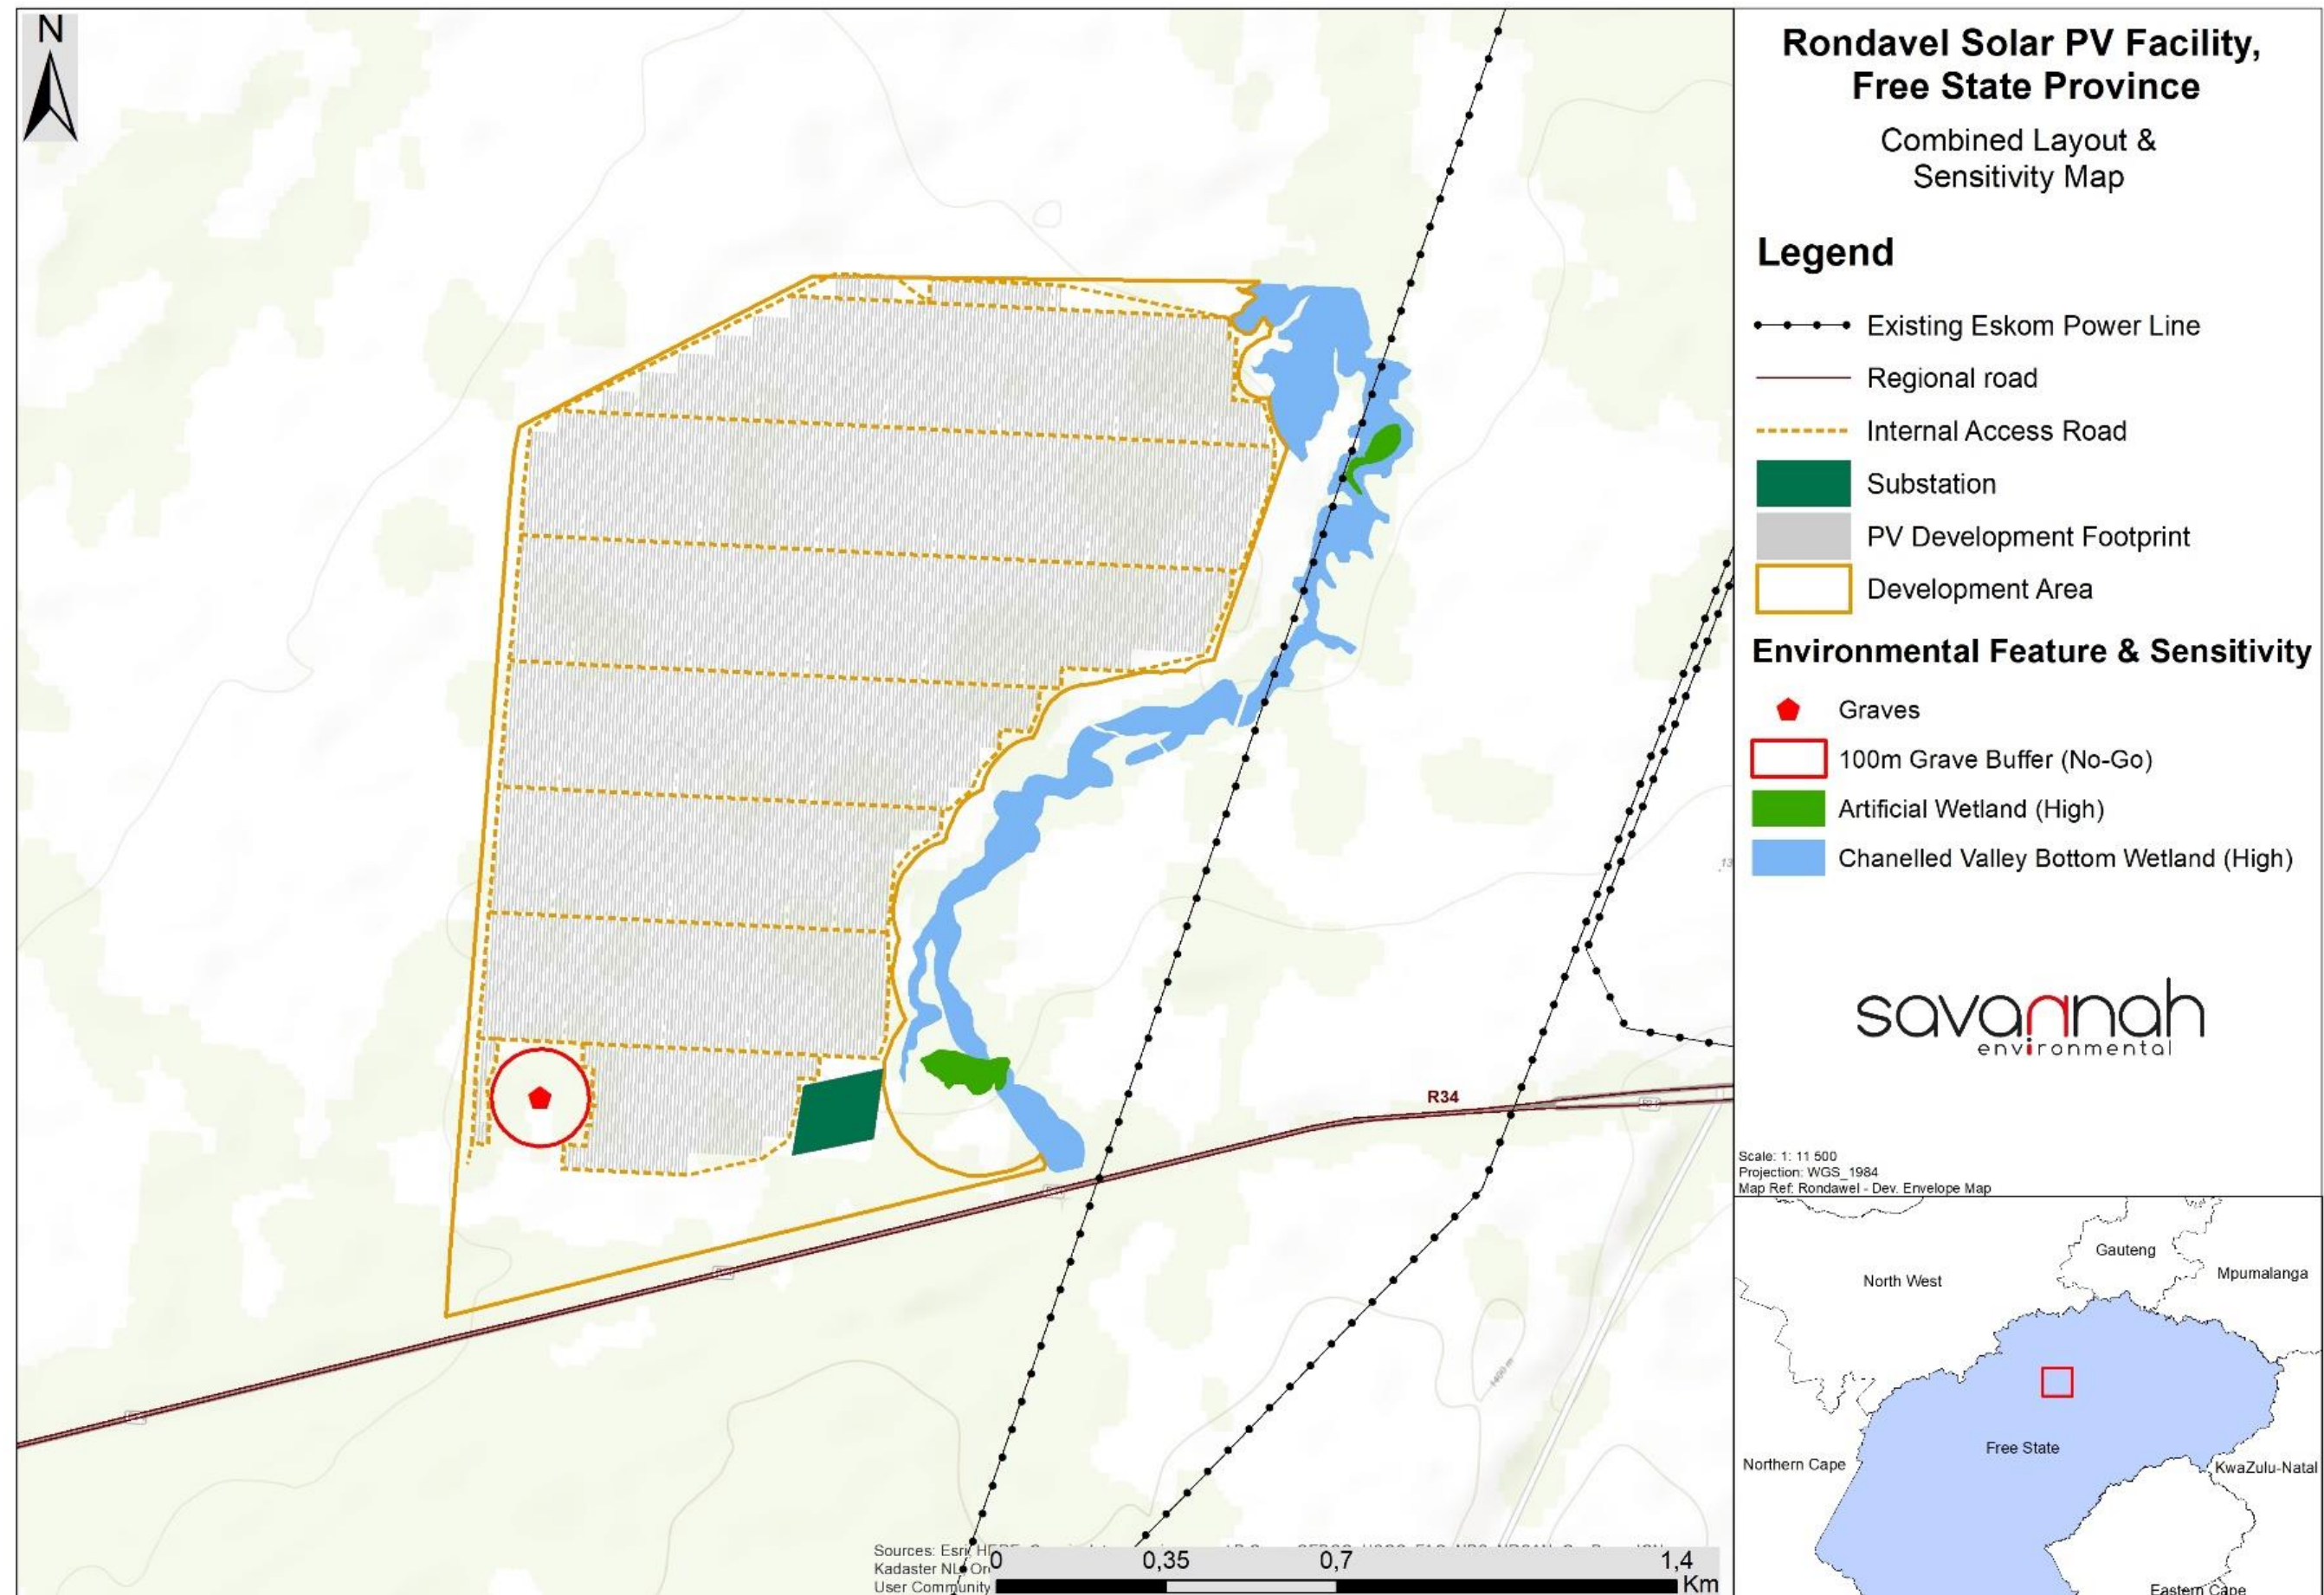 N
R34
1400 m
Sources: Esri, HERE,
Kadaster NL,
User Community
0 0,35 0,7 1,4
Km
Rondavel Solar PV Facility,
Free State Province
Combined Layout &
Sensitivity Map
Legend
Existing Eskom Power Line
Regional road
Internal Access Road
Substation
PV Development Footprint
Development Area
Environmental Feature & Sensitivity
Graves
100m Grave Buffer (No-Go)
Artificial Wetland (High)
Chanelled Valley Bottom Wetland (High)
savannah
environmental
Scale: 1: 11 500
Projection: WGS_1984
Map Ref: Rondawel - Dev. Envelope Map
Gauteng
North West
Mpumalanga
Free State
Northern Cape
KwaZulu-Natal
Eastern Cape